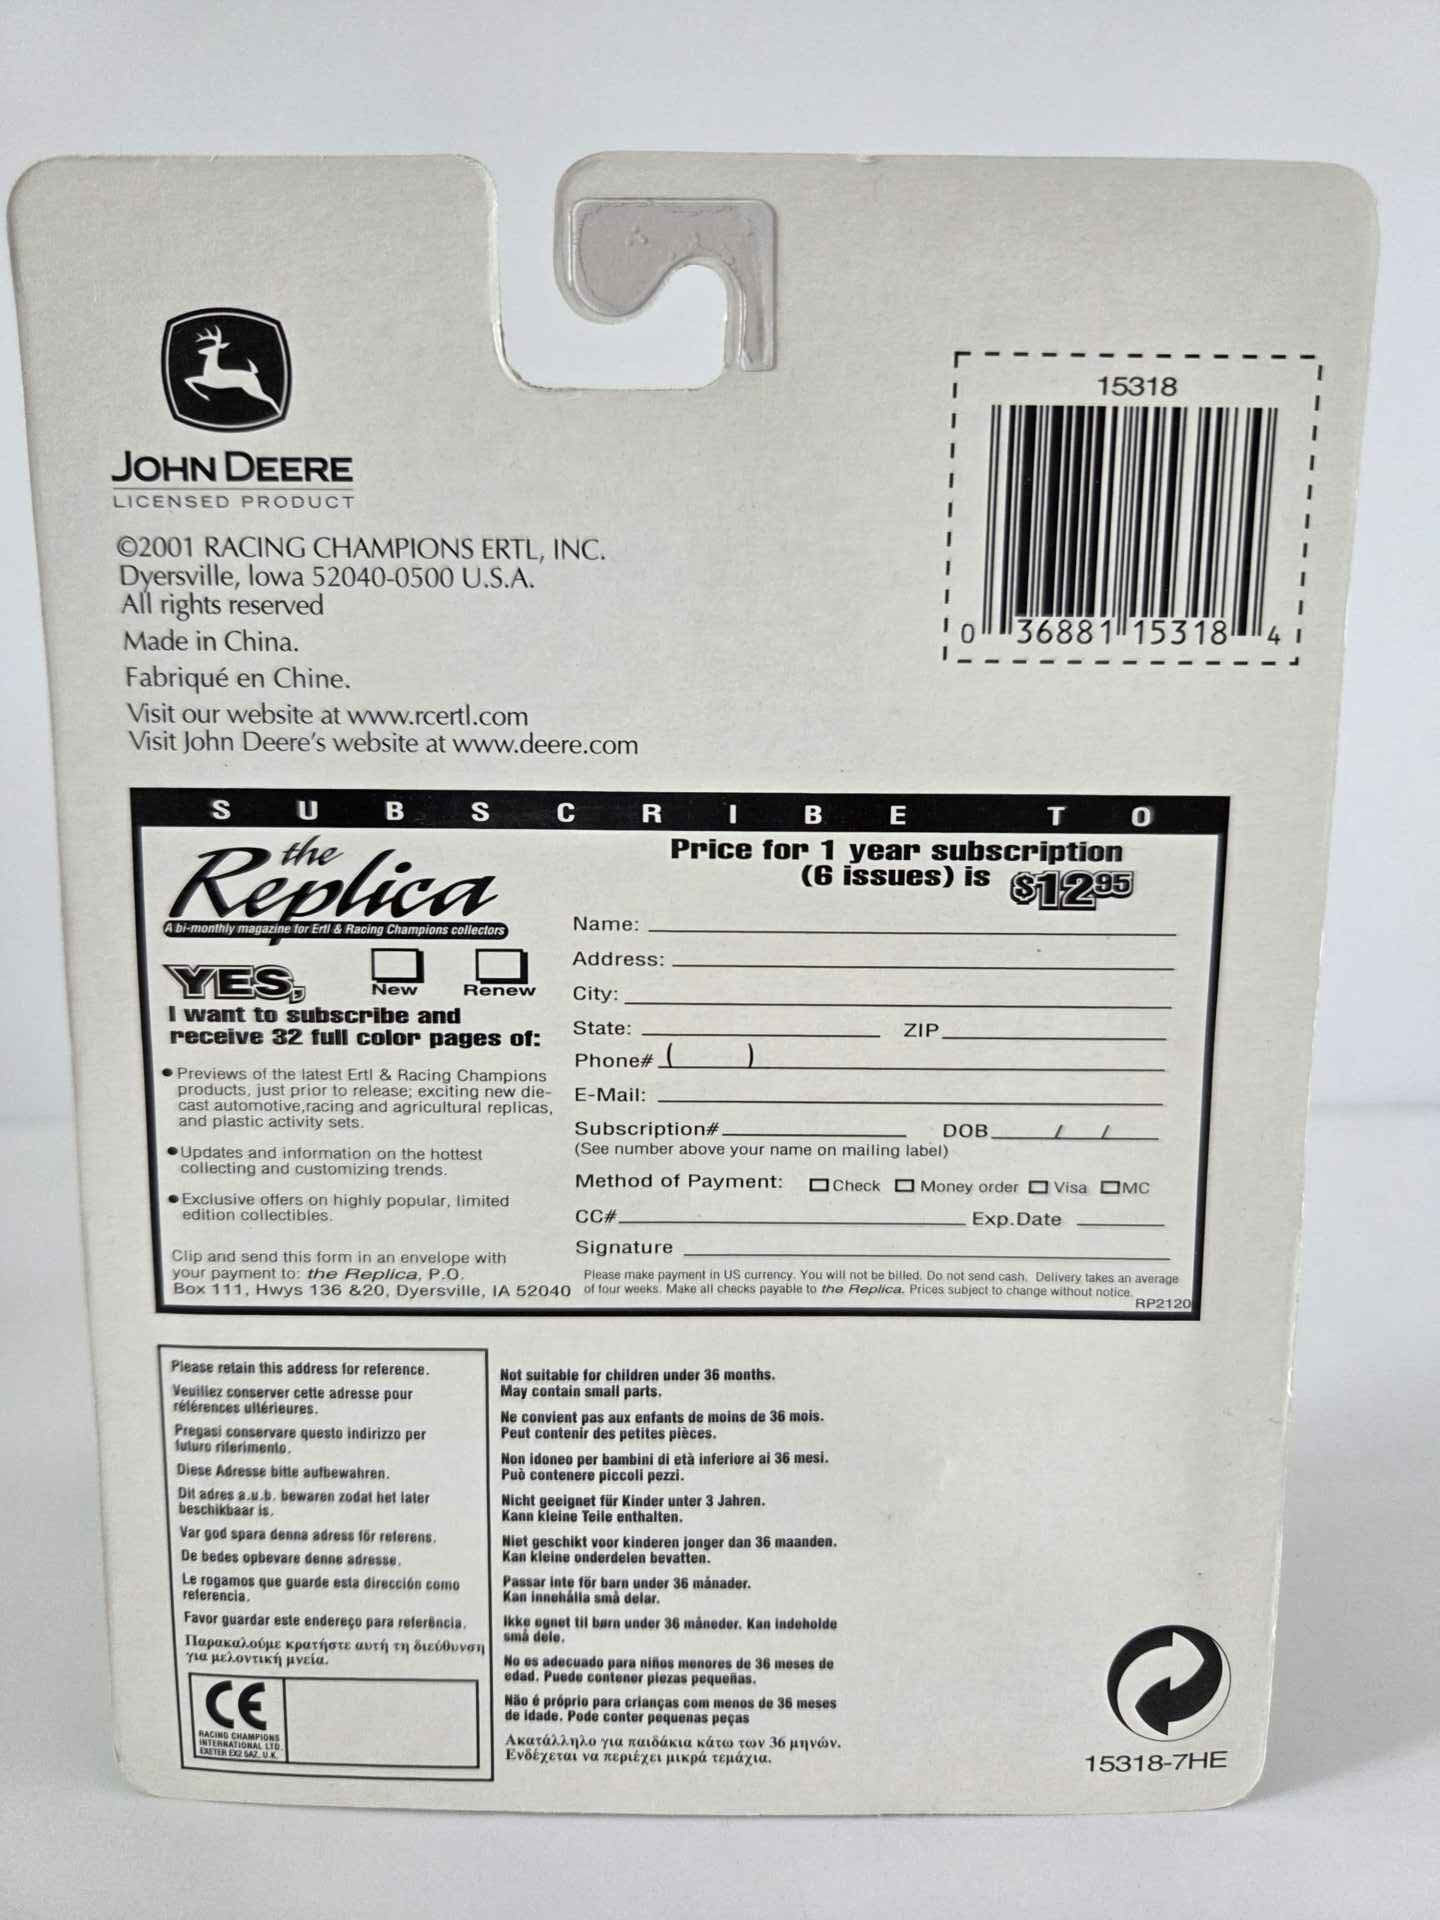 JOHN DEERE
LICENSED PRODUCT
©2001 RACING CHAMPIONS ERTL, INC.
Dyersville, Iowa 52040-0500 U.S.A.
All rights reserved
Made in China.
Fabriqué en Chine.
Visit our website at www.rcertl.com
Visit John Deere's website at www.deere.com
15318
0 36881 15318 4
SUBSCRIBE TO
the
Replica
A bi-monthly magazine for Ertl & Racing Champions collectors
YES,
New Renew
I want to subscribe and
receive 32 full color pages of:
● Previews of the latest Ertl & Racing Champions
products, just prior to release; exciting new die-
cast automotive,racing and agricultural replicas,
and plastic activity sets.
● Updates and information on the hottest
collecting and customizing trends.
● Exclusive offers on highly popular, limited
edition collectibles.
Clip and send this form in an envelope with
your payment to: the Replica, P.O.
Box 111, Hwys 136 &20, Dyersville, IA 52040
Price for 1 year subscription
(6 issues) is $12.95
Name:
Address:
City:
State: ZIP
Phone# ( )
E-Mail:
Subscription# DOB / /
(See number above your name on mailing label)
Method of Payment: Check Money order Visa MC
CC# Exp.Date
Signature
Please make payment in US currency. You will not be billed. Do not send cash. Delivery takes an average
of four weeks. Make all checks payable to the Replica. Prices subject to change without notice.
RP2120
Please retain this address for reference.
Veuillez conserver cette adresse pour
références ultérieures.
Pregasi conservare questo indirizzo per
futuro riferimento.
Diese Adresse bitte aufbewahren.
Dit adres a.u.b. bewaren zodat het later
beschikbaar is.
Var god spara denna adress för referens.
De bedes opbevare denne adresse.
Le rogamos que guarde esta dirección como
referencia.
Favor guardar este endereço para referência.
Παρακαλούμε κρατήστε αυτή τη διεύθυνση
για μελοντική μνεία.
CE
RACING CHAMPIONS
INTERNATIONAL LTD.
EXETER EX2 5AZ. U.K.
Not suitable for children under 36 months.
May contain small parts.
Ne convient pas aux enfants de moins de 36 mois.
Peut contenir des petites pièces.
Non idoneo per bambini di età inferiore ai 36 mesi.
Può contenere piccoli pezzi.
Nicht geeignet für Kinder unter 3 Jahren.
Kann kleine Teile enthalten.
Niet geschikt voor kinderen jonger dan 36 maanden.
Kan kleine onderdelen bevatten.
Passar inte för barn under 36 månader.
Kan innehålla små delar.
Ikke egnet til børn under 36 måneder. Kan indeholde
små dele.
No es adecuado para niños menores de 36 meses de
edad. Puede contener piezas pequeñas.
Não é próprio para crianças com menos de 36 meses
de idade. Pode conter pequenas peças
Ακατάλληλο για παιδάκια κάτω των 36 μηνών.
Ενδέχεται να περιέχει μικρά τεμάχια.
15318-7HE